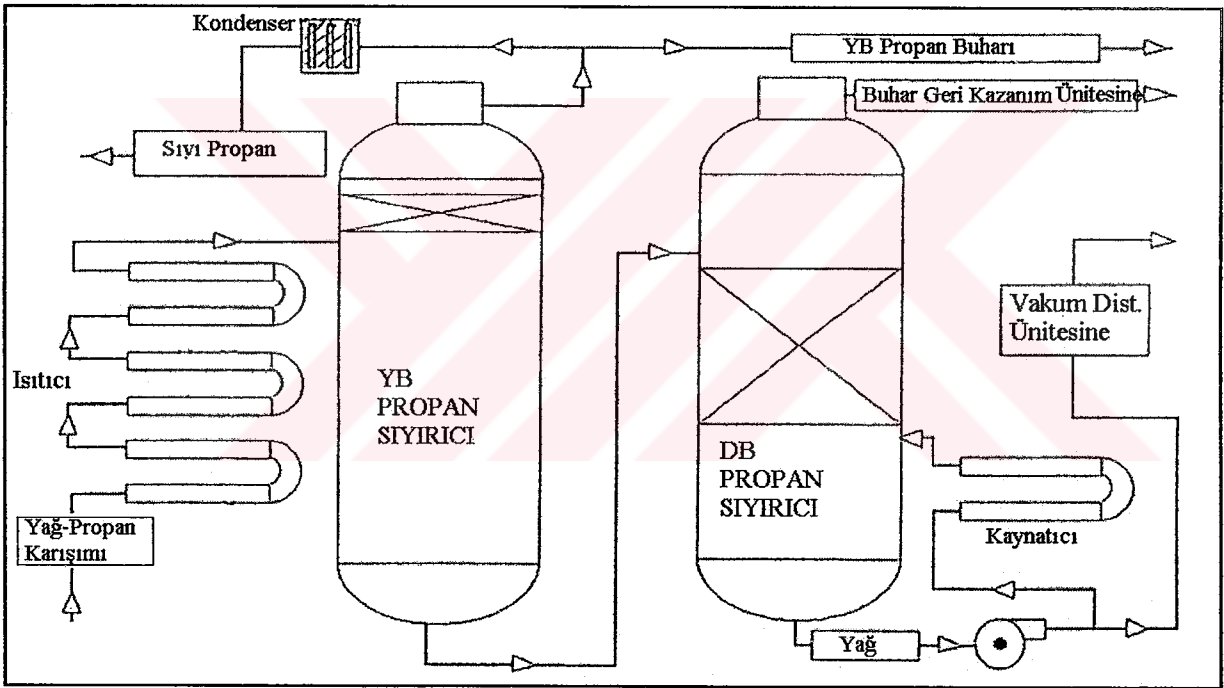 Kondenser
YB Propan Buharı
Buhar Geri Kazanım Ünitesine
Sıyı Propan
Isıtıcı
Yağ-Propan
Karışımı
YB
PROPAN
SIYIRICI
DB
PROPAN
SIYIRICI
Vakum Dist.
Ünitesine
Kaynatıcı
Yağ